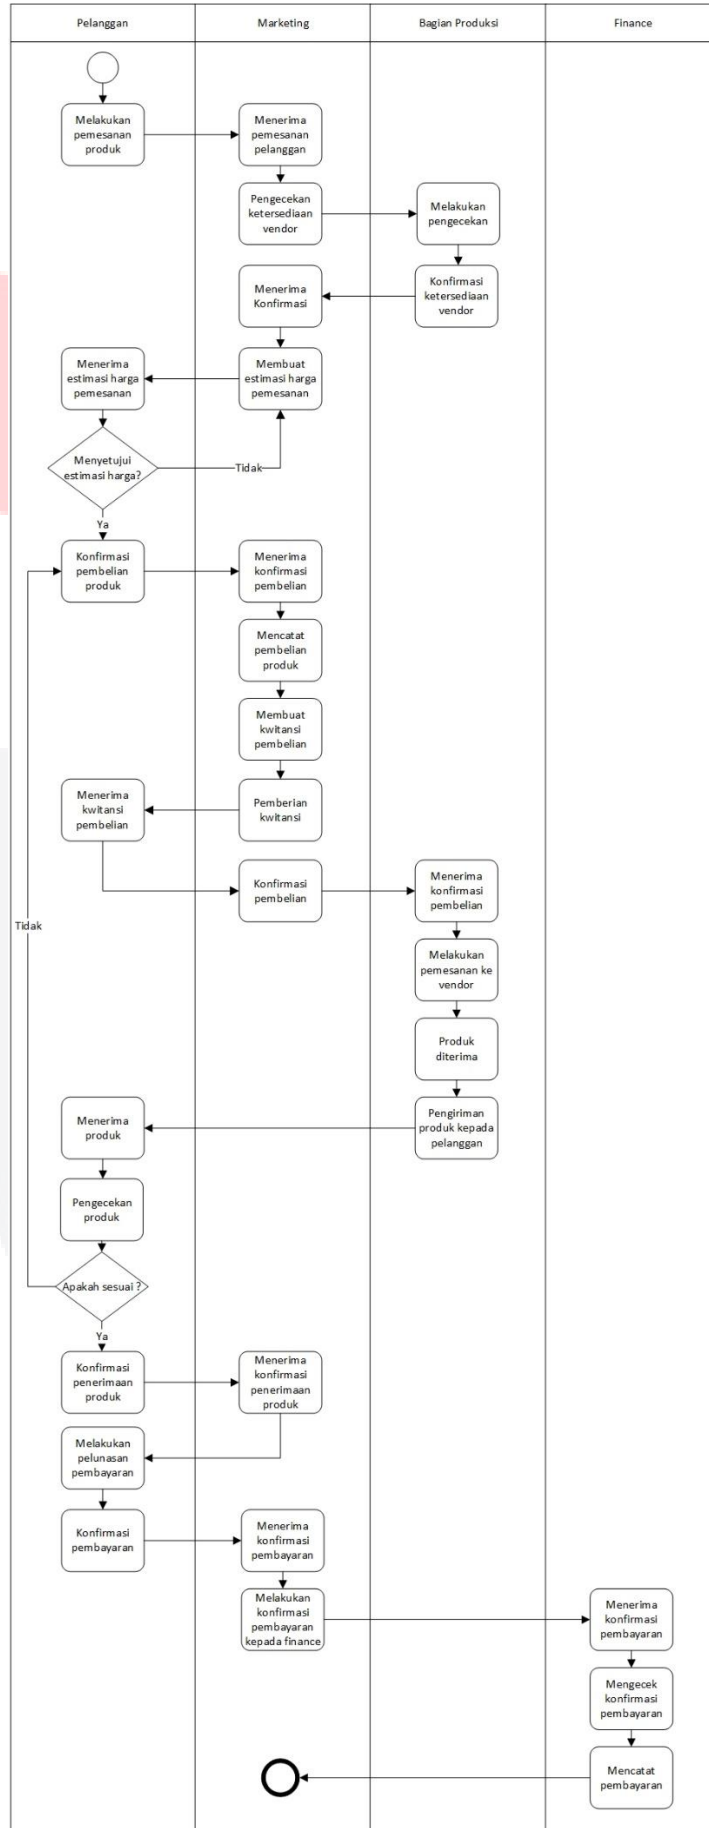 Pelanggan
Marketing
Bagian Produksi
Finance
Melakukan
pemesanan
produk
Menerima
pemesanan
pelanggan
Pengecekan
ketersediaan
vendor
Melakukan
pengecekan
Konfirmasi
ketersediaan
vendor
Menerima
Konfirmasi
Membuat
estimasi harga
pemesanan
Menerima
estimasi harga
pemesanan
Menyetujui
estimasi harga?
Tidak
Ya
Konfirmasi
pembelian
produk
Menerima
konfirmasi
pembelian
Mencatat
pembelian
produk
Membuat
kwitansi
pembelian
Pemberian
kwitansi
Menerima
kwitansi
pembelian
Konfirmasi
pembelian
Menerima
konfirmasi
pembelian
Melakukan
pemesanan ke
vendor
Produk
diterima
Pengiriman
produk kepada
pelanggan
Menerima
produk
Pengecekan
produk
Apakah sesuai ?
Tidak
Ya
Konfirmasi
penerimaan
produk
Menerima
konfirmasi
penerimaan
produk
Melakukan
pelunasan
pembayaran
Konfirmasi
pembayaran
Menerima
konfirmasi
pembayaran
Melakukan
konfirmasi
pembayaran
kepada finance
Menerima
konfirmasi
pembayaran
Mengecek
konfirmasi
pembayaran
Mencatat
pembayaran